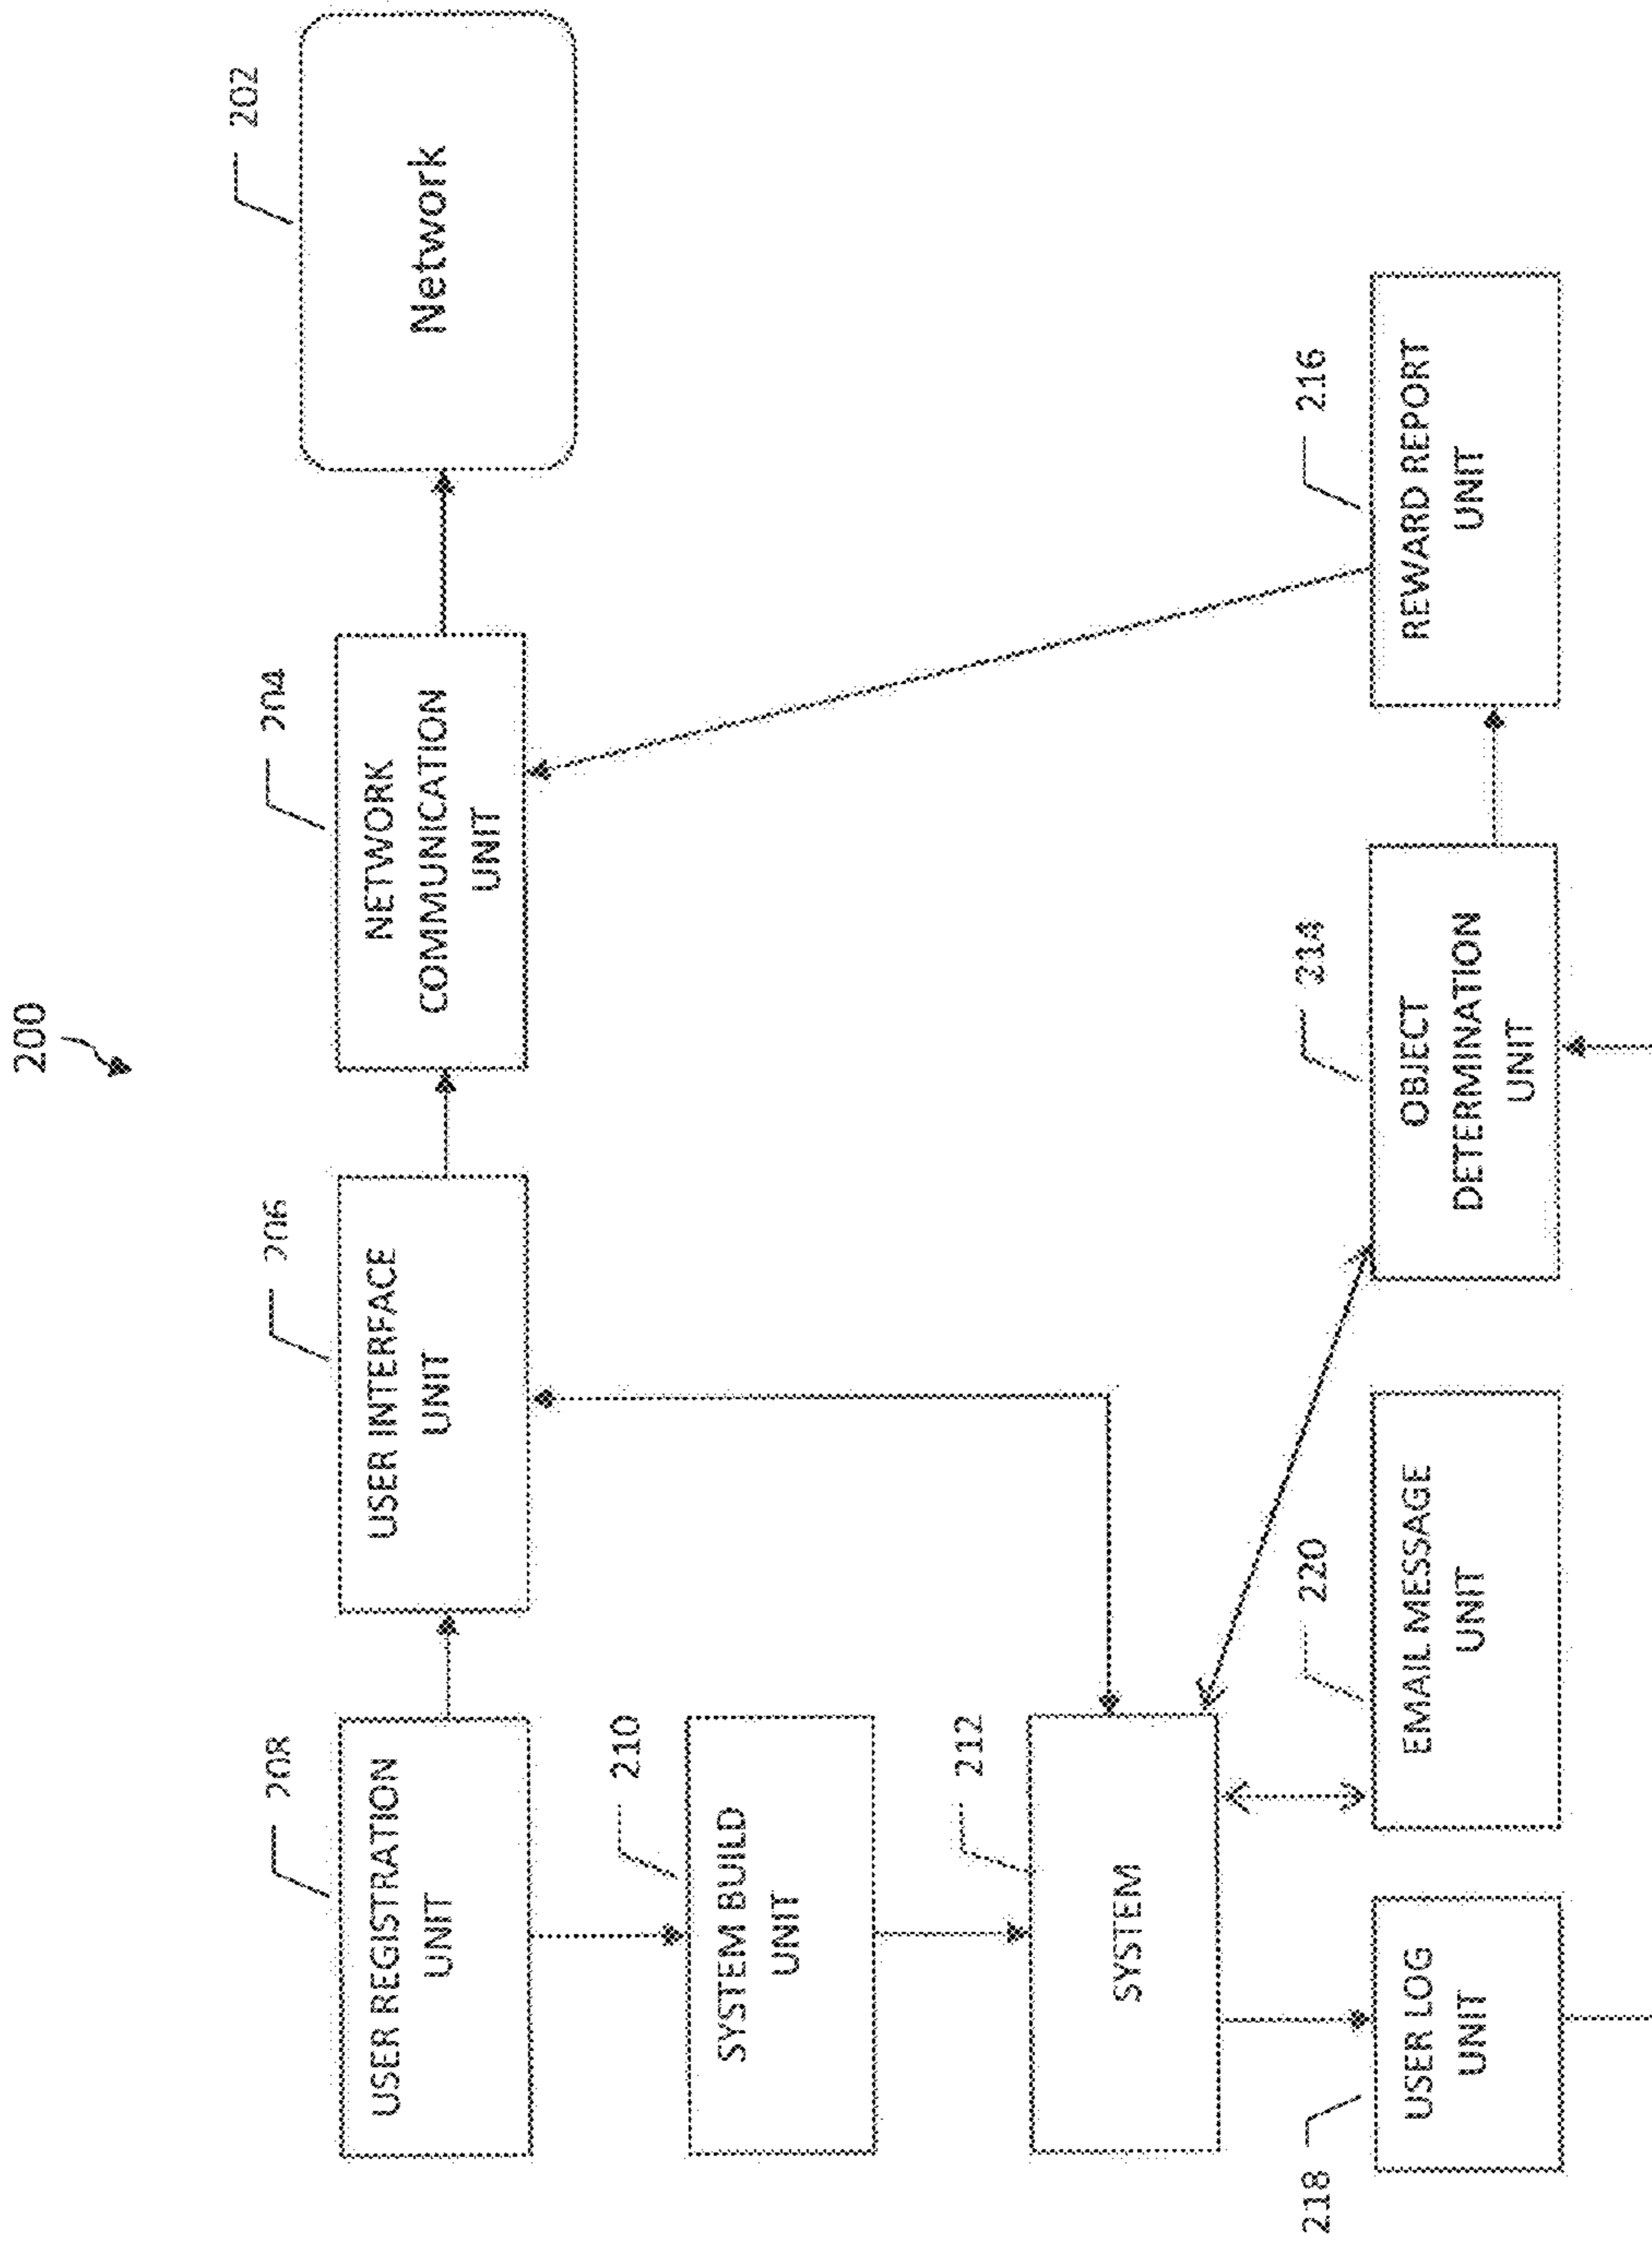 200
202
Network
204
NETWORK
COMMUNICATION
UNIT
206
USER INTERFACE
UNIT
208
USER REGISTRATION
UNIT
210
SYSTEM BUILD
UNIT
212
SYSTEM
214
OBJECT
DETERMINATION
UNIT
216
REWARD REPORT
UNIT
218
USER LOG
UNIT
220
EMAIL MESSAGE
UNIT